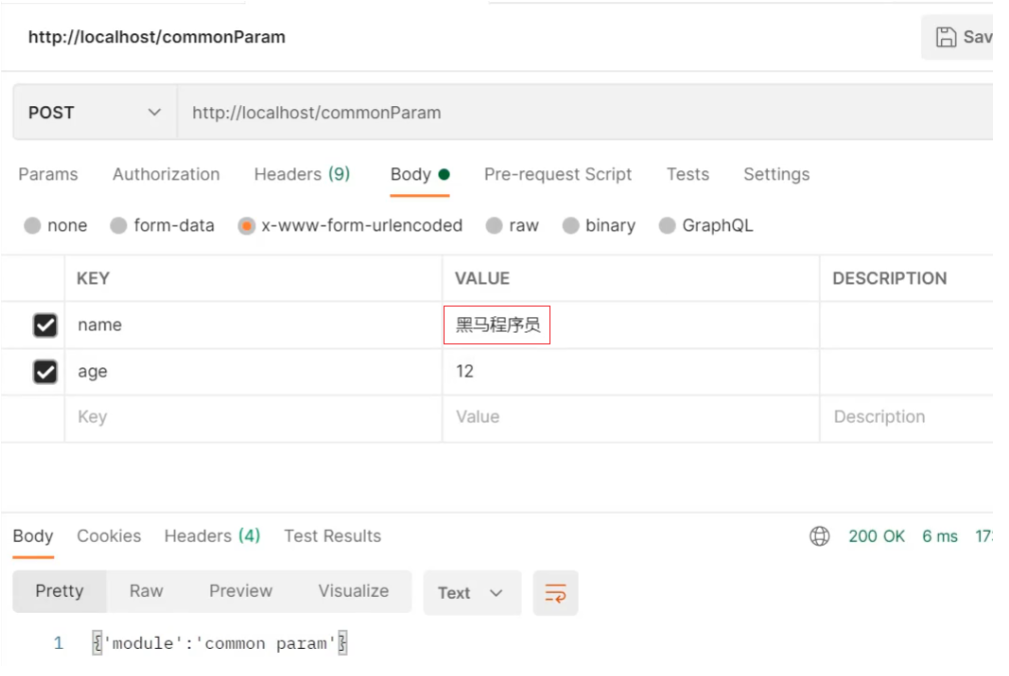 http://localhost/commonParam
Sav
POST http://localhost/commonParam
Params Authorization Headers (9) Body Pre-request Script Tests Settings
none form-data x-www-form-urlencoded raw binary GraphQL
KEY VALUE DESCRIPTION
name 黑马程序员
age 12
Key Value Description
Body Cookies Headers (4) Test Results 200 OK 6 ms 17
Pretty Raw Preview Visualize Text
1 {'module':'common param'}